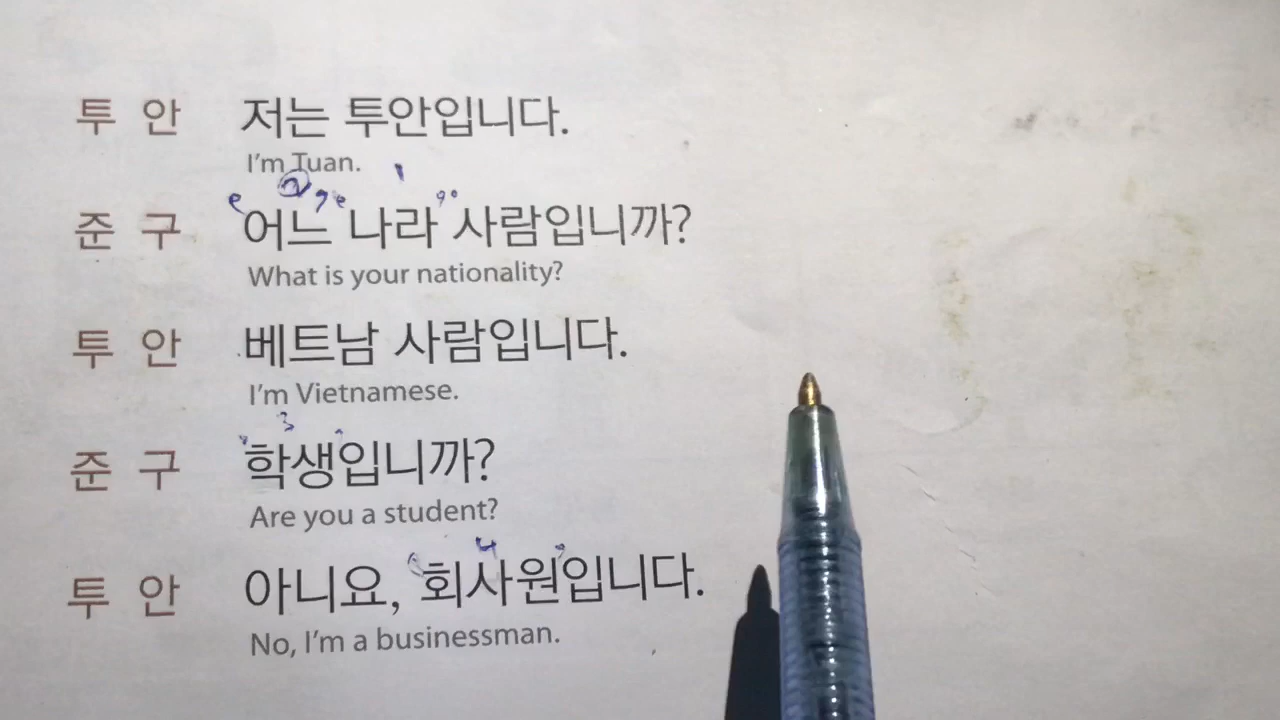 투 안 저는 투안입니다.
I'm Tuan.
준 구 어느 나라 사람입니까?
What is your nationality?
투 안 베트남 사람입니다.
I'm Vietnamese.
준 구 학생입니까?
Are you a student?
투 안 아니요, 회사원입니다.
No, I'm a businessman.